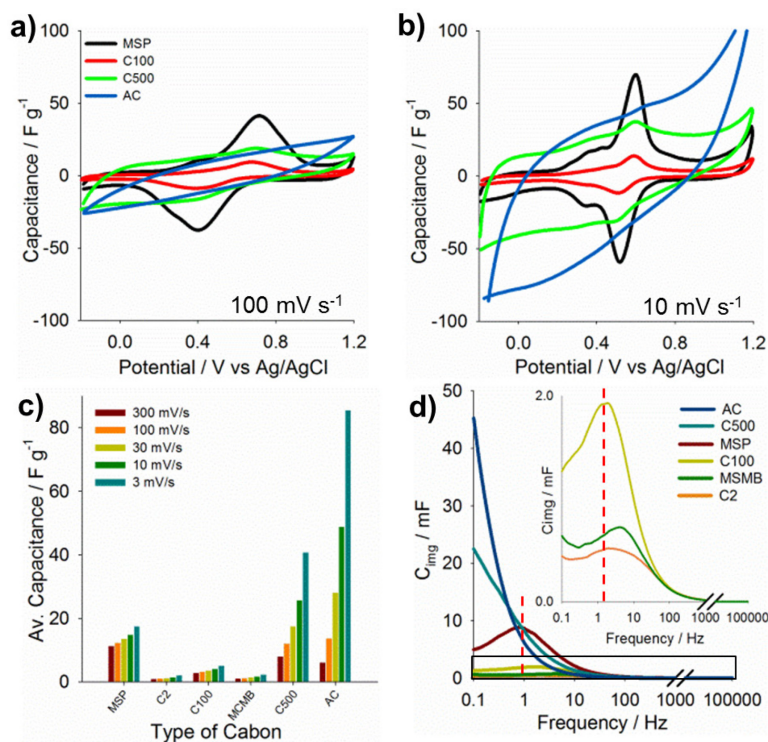 a)
100
50
0
-50
-100
Capacitance / F g⁻¹
MSP
C100
C500
AC
100 mV s⁻¹
0.0 0.4 0.8 1.2
Potential / V vs Ag/AgCl
b)
100
50
0
-50
-100
Capacitance / F g⁻¹
10 mV s⁻¹
0.0 0.4 0.8 1.2
Potential / V vs Ag/AgCl
c)
80
60
40
20
0
Av. Capacitance / F g⁻¹
300 mV/s
100 mV/s
30 mV/s
10 mV/s
3 mV/s
MSP C2 C100 MCMB C500 AC
Type of Cabon
d)
50
40
30
20
10
0
C_img / mF
2.0
0.0
Cimg / mF
0.1 1 10 100 1000 100000
Frequency / Hz
AC
C500
MSP
C100
MSMB
C2
0.1 1 10 100 1000 100000
Frequency / Hz